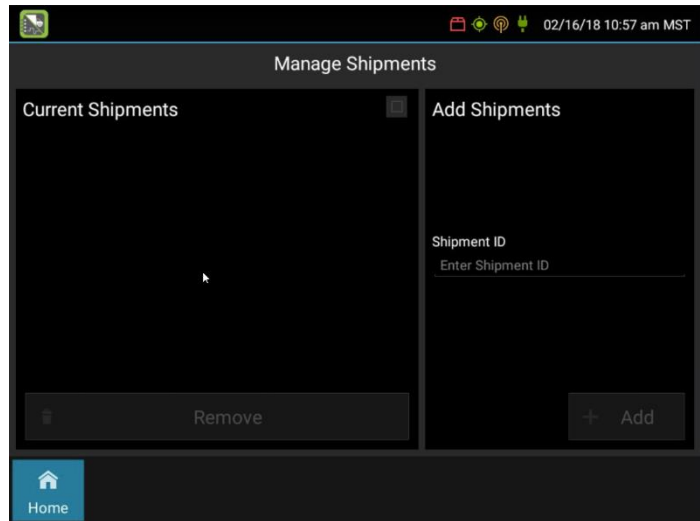 02/16/18 10:57 am MST
Manage Shipments
Current Shipments
Add Shipments
Shipment ID
Enter Shipment ID
Remove
+ Add
Home